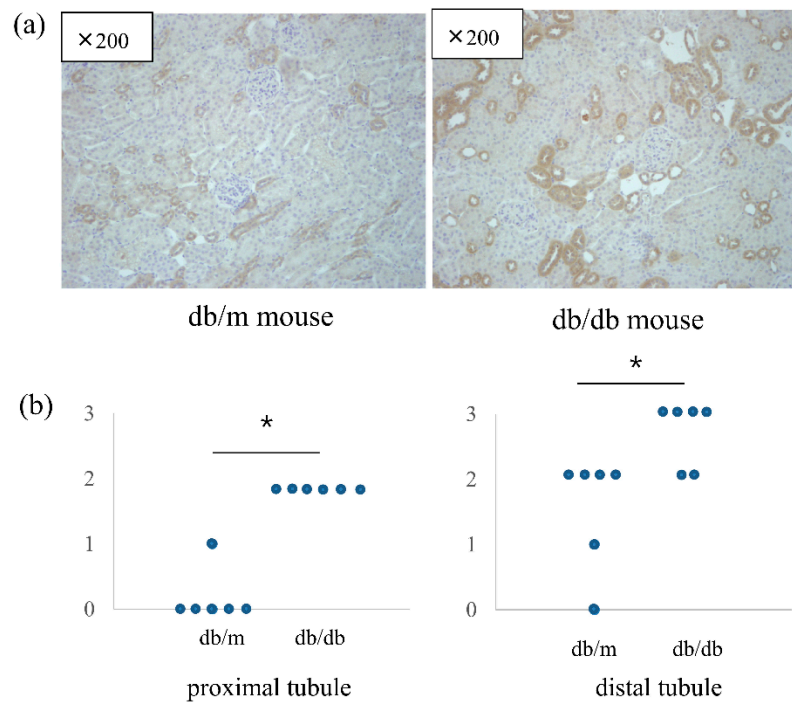 (a)
×200
×200
db/m mouse
db/db mouse
(b)
*
3
2
1
0
db/m
db/db
proximal tubule
*
3
2
1
0
db/m
db/db
distal tubule